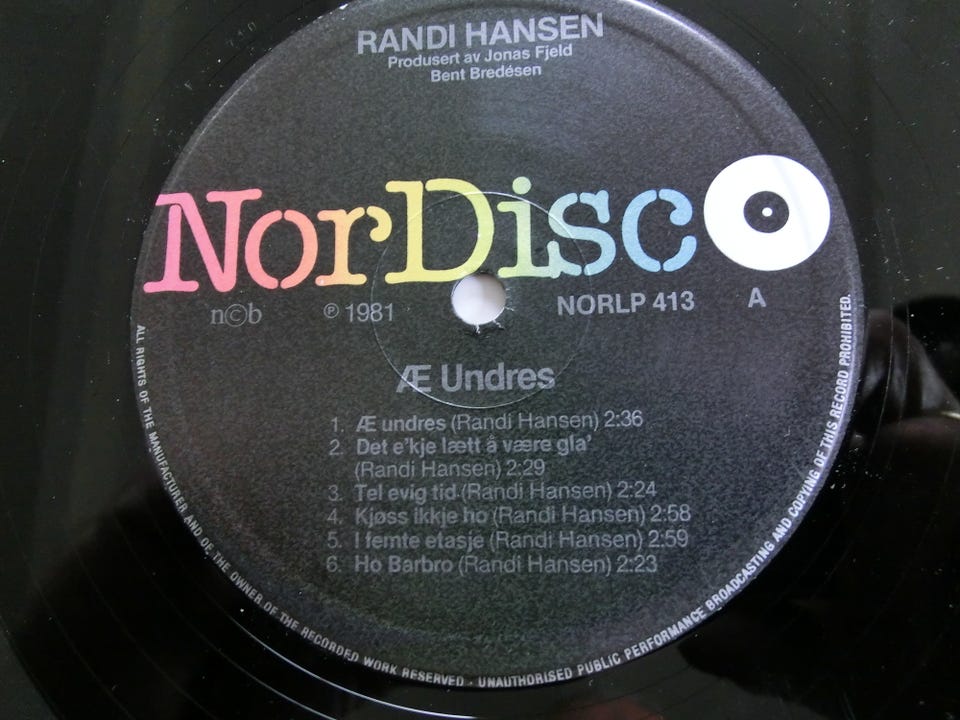 RANDI HANSEN
Produsert av Jonas Fjeld
Bent Bredésen
NorDisc
n©b ℗ 1981 NORLP 413 A
Æ Undres
1. Æ undres (Randi Hansen) 2:36
2. Det e'kje lætt å være gla'
(Randi Hansen) 2:29
3. Tel evig tid (Randi Hansen) 2:24
4. Kjøss ikkje ho (Randi Hansen) 2:58
5. I femte etasje (Randi Hansen) 2:59
6. Ho Barbro (Randi Hansen) 2:23
ALL RIGHTS OF THE MANUFACTURER AND OF THE OWNER OF THE RECORDED WORK RESERVED - UNAUTHORISED PUBLIC PERFORMANCE BROADCASTING AND COPYING OF THIS RECORD PROHIBITED.